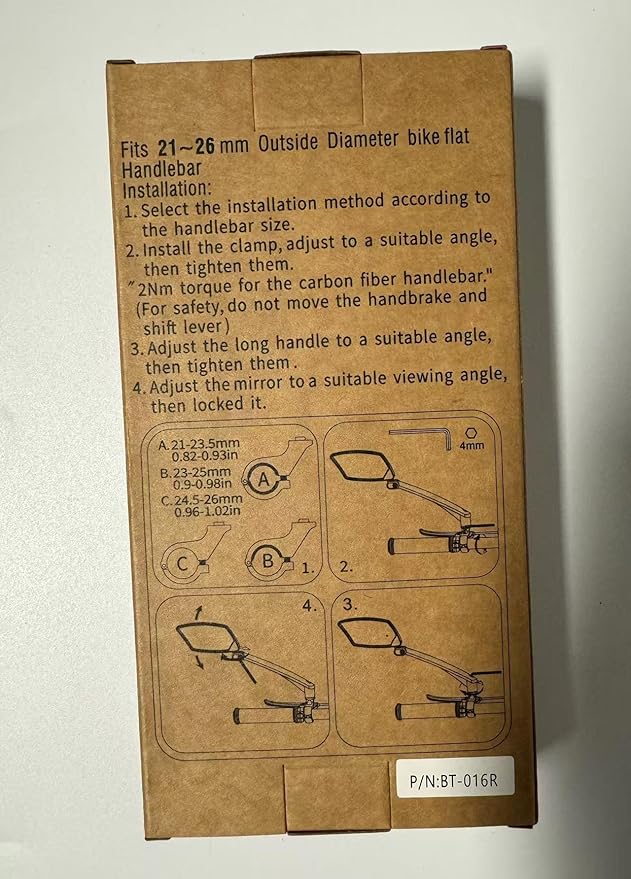 Fits 21~26 mm Outside Diameter bike flat
Handlebar
Installation:
1. Select the installation method according to
the handlebar size.
2. Install the clamp, adjust to a suitable angle,
then tighten them.
"2Nm torque for the carbon fiber handlebar."
(For safety, do not move the handbrake and
shift lever)
3. Adjust the long handle to a suitable angle,
then tighten them.
4. Adjust the mirror to a suitable viewing angle,
then locked it.
A. 21-23.5mm
0.82-0.93in
B. 23-25mm
0.9-0.98in
C. 24.5-26mm
0.96-1.02in
A
C
B
1.
4mm
2.
4.
3.
P/N:BT-016R